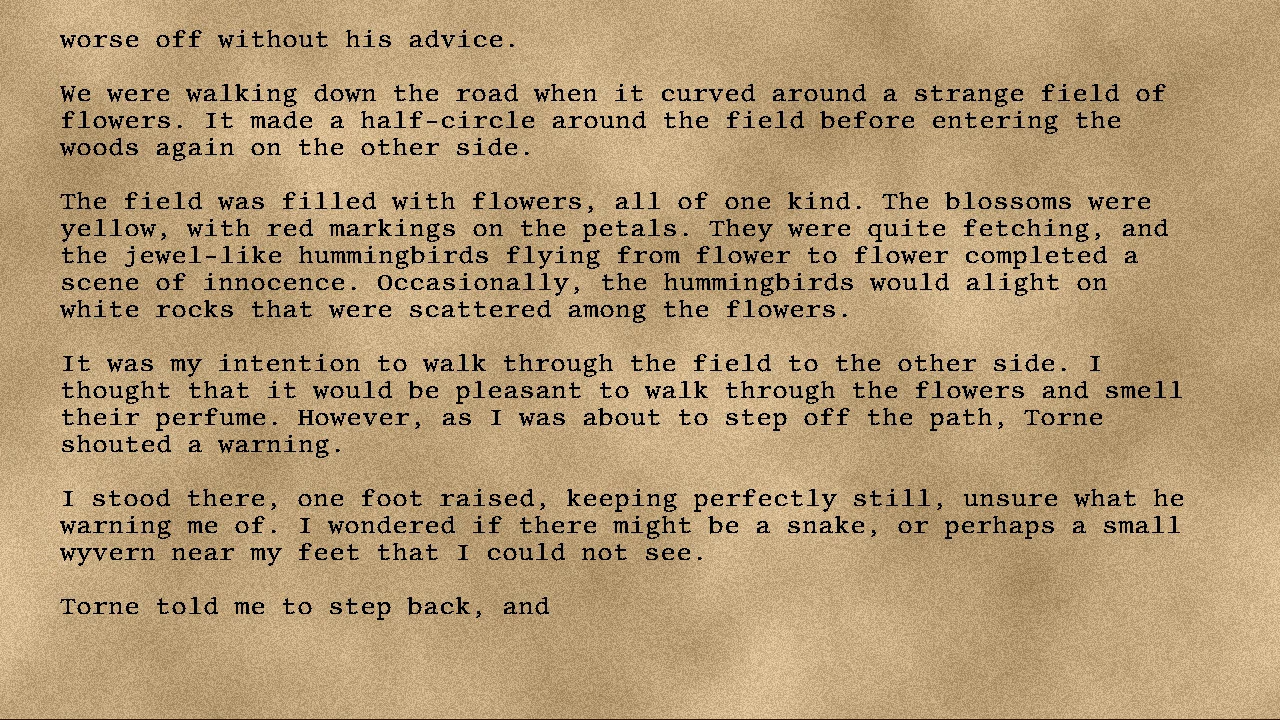 worse off without his advice.
We were walking down the road when it curved around a strange field of
flowers. It made a half-circle around the field before entering the
woods again on the other side.
The field was filled with flowers, all of one kind. The blossoms were
yellow, with red markings on the petals. They were quite fetching, and
the jewel-like hummingbirds flying from flower to flower completed a
scene of innocence. Occasionally, the hummingbirds would alight on
white rocks that were scattered among the flowers.
It was my intention to walk through the field to the other side. I
thought that it would be pleasant to walk through the flowers and smell
their perfume. However, as I was about to step off the path, Torne
shouted a warning.
I stood there, one foot raised, keeping perfectly still, unsure what he
warning me of. I wondered if there might be a snake, or perhaps a small
wyvern near my feet that I could not see.
Torne told me to step back, and